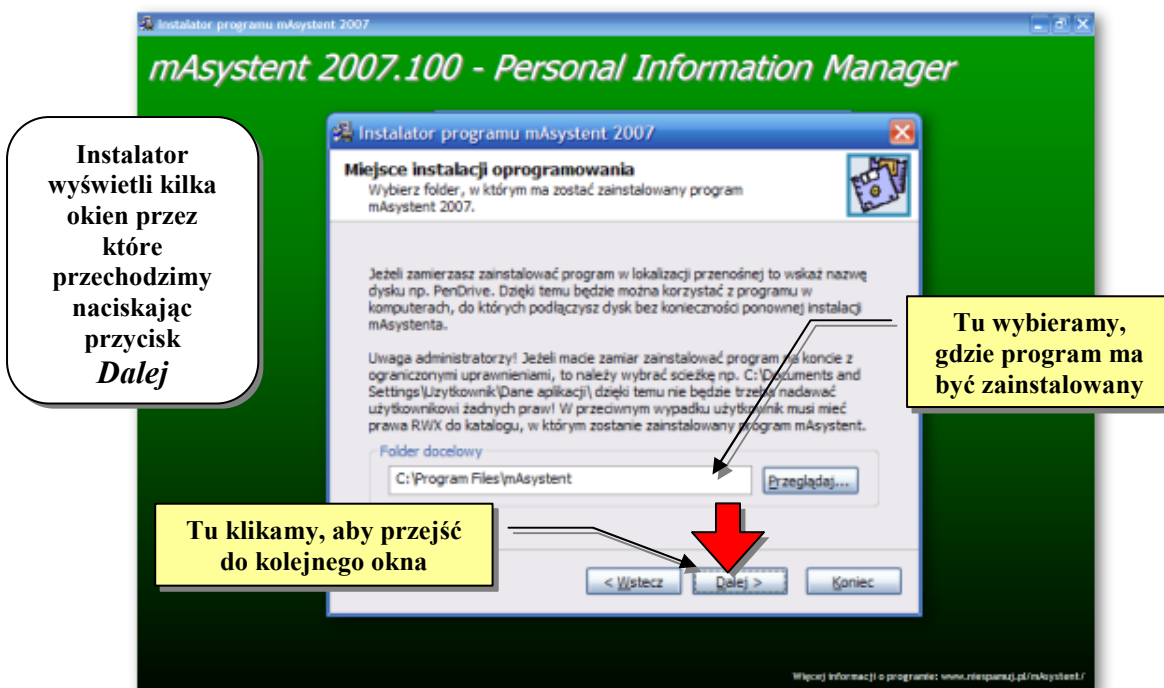 Instalator programu mAsystent 2007
mAsystent 2007.100 - Personal Information Manager
Instalator
wyświetli kilka
okien przez
które
przechodzimy
naciskając
przycisk
Dalej
Instalator programu mAsystent 2007
Miejsce instalacji oprogramowania
Wybierz folder, w którym ma zostać zainstalowany program
mAsystent 2007.
Jeżeli zamierzasz zainstalować program w lokalizacji przenośnej to wskaż nazwę
dysku np. PenDrive. Dzięki temu będzie można korzystać z programu w
komputerach, do których podłączysz dysk bez konieczności ponownej instalacji
mAsystenta.
Uwaga administratorzy! Jeżeli macie zamiar zainstalować program na koncie z
ograniczonymi uprawnieniami, to należy wybrać scieżkę np. C:\Documents and
Settings\Uzytkownik\Dane aplikacji\ dzięki temu nie będzie trzeba nadawać
użytkownikowi żadnych praw! W przeciwnym wypadku użytkownik musi mieć
prawa RWX do katalogu, w którym zostanie zainstalowany program mAsystent.
Tu wybieramy,
gdzie program ma
być zainstalowany
Folder docelowy
C:\Program Files\mAsystent
Przeglądaj...
Tu klikamy, aby przejść
do kolejnego okna
< Wstecz
Dalej >
Koniec
Więcej informacji o programie: www.niespamuj.pl/mAsystent/